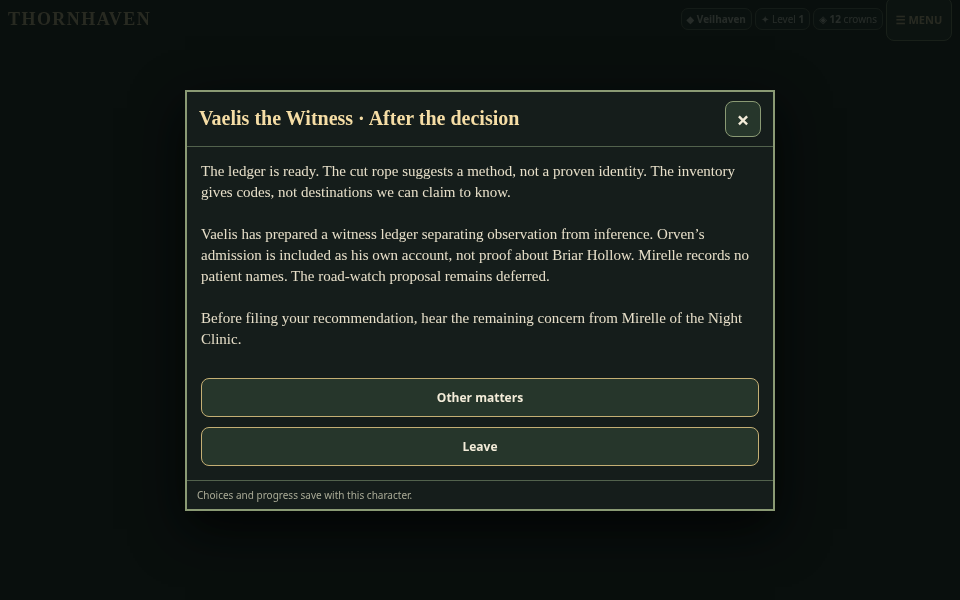 THORNHAVEN
◆ Veilhaven ✦ Level 1 ◈ 12 crowns ☰ MENU
Vaelis the Witness · After the decision ×
The ledger is ready. The cut rope suggests a method, not a proven identity. The inventory
gives codes, not destinations we can claim to know.
Vaelis has prepared a witness ledger separating observation from inference. Orven’s
admission is included as his own account, not proof about Briar Hollow. Mirelle records no
patient names. The road-watch proposal remains deferred.
Before filing your recommendation, hear the remaining concern from Mirelle of the Night
Clinic.
Other matters
Leave
Choices and progress save with this character.